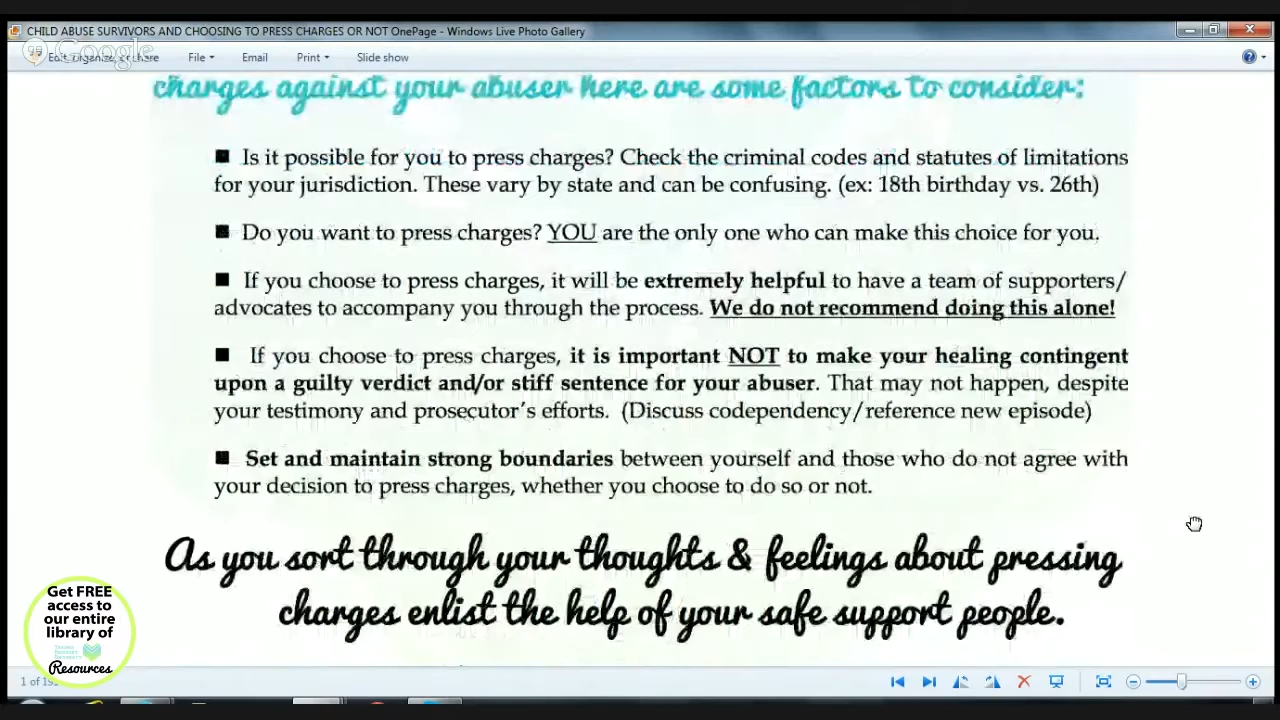 CHILD ABUSE SURVIVORS AND CHOOSING TO PRESS CHARGES OR NOT OnePage - Windows Live Photo Gallery
Google
Edit, organize, or share
File
Email
Print
Slide show
charges against your abuser here are some factors to consider:
■ Is it possible for you to press charges? Check the criminal codes and statutes of limitations
for your jurisdiction. These vary by state and can be confusing. (ex: 18th birthday vs. 26th)
■ Do you want to press charges? YOU are the only one who can make this choice for you.
■ If you choose to press charges, it will be extremely helpful to have a team of supporters/
advocates to accompany you through the process. We do not recommend doing this alone!
■ If you choose to press charges, it is important NOT to make your healing contingent
upon a guilty verdict and/or stiff sentence for your abuser. That may not happen, despite
your testimony and prosecutor's efforts. (Discuss codependency/reference new episode)
■ Set and maintain strong boundaries between yourself and those who do not agree with
your decision to press charges, whether you choose to do so or not.
As you sort through your thoughts & feelings about pressing
charges enlist the help of your safe support people.
Get FREE
access to
our entire
library of
Resources
1 of